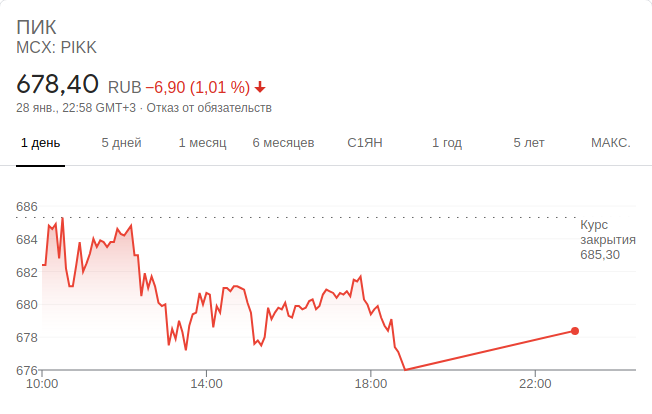 ПИК
MCX: PIKK
678,40 RUB −6,90 (1,01 %)
28 янв., 22:58 GMT+3 · Отказ от обязательств
1 день 5 дней 1 месяц 6 месяцев С1ЯН 1 год 5 лет МАКС.
686
Курс
684
закрытия
685,30
682
680
678
676
10:00 14:00 18:00 22:00